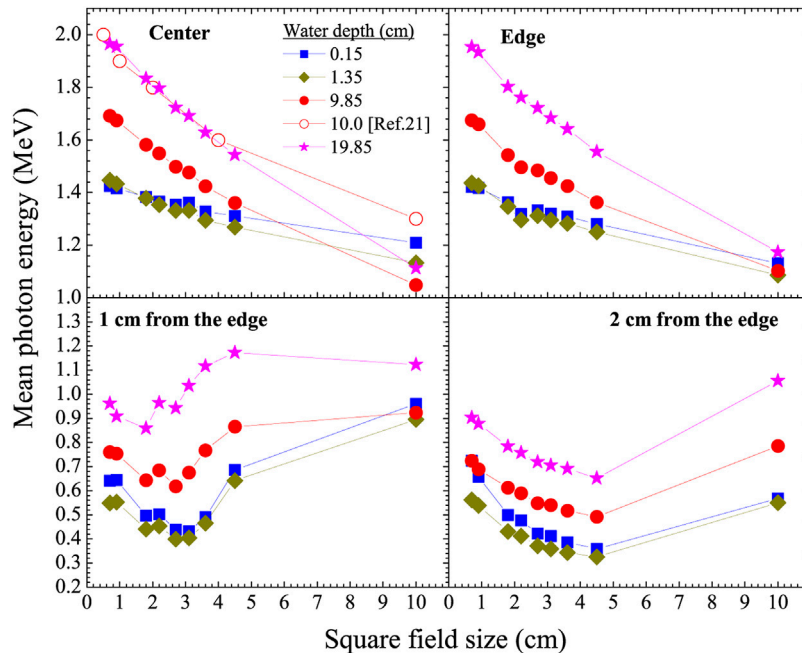 Center
Water depth (cm)
0.15
1.35
9.85
10.0 [Ref.21]
19.85
Edge
2.0
1.8
1.6
1.4
1.2
1.0
Mean photon energy (MeV)
1 cm from the edge
2 cm from the edge
1.3
1.2
1.1
1.0
0.9
0.8
0.7
0.6
0.5
0.4
0.3
0.2
0 1 2 3 4 5 6 7 8 9 10 0 1 2 3 4 5 6 7 8 9 10
Square field size (cm)